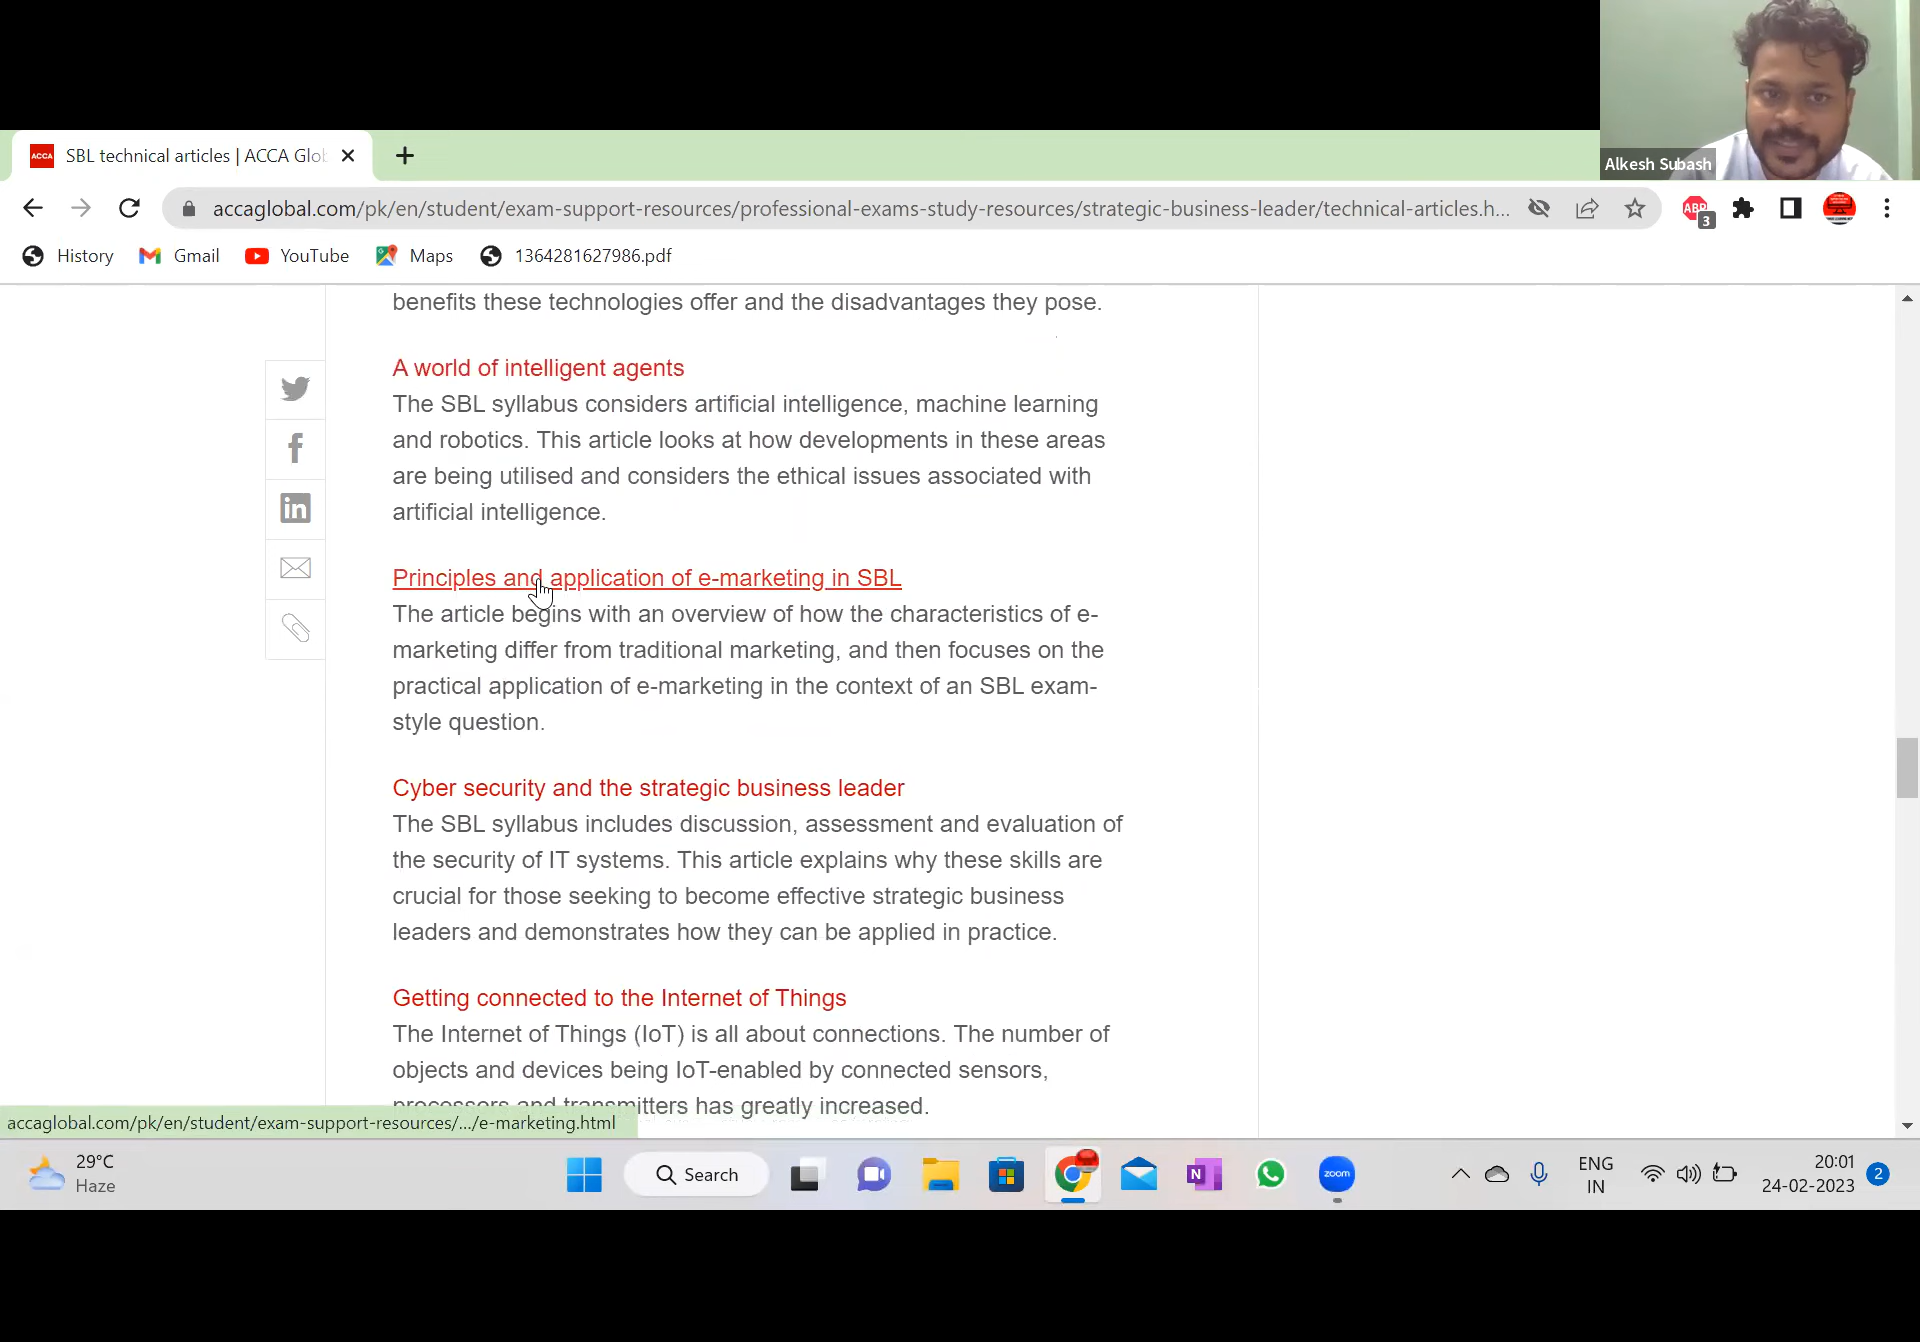 Alkesh Subash
ACCA SBL technical articles | ACCA Glob
accaglobal.com/pk/en/student/exam-support-resources/professional-exams-study-resources/strategic-business-leader/technical-articles.h...
ABP 3
History Gmail YouTube Maps 1364281627986.pdf
benefits these technologies offer and the disadvantages they pose.
A world of intelligent agents
The SBL syllabus considers artificial intelligence, machine learning
and robotics. This article looks at how developments in these areas
are being utilised and considers the ethical issues associated with
artificial intelligence.
Principles and application of e-marketing in SBL
The article begins with an overview of how the characteristics of e-
marketing differ from traditional marketing, and then focuses on the
practical application of e-marketing in the context of an SBL exam-
style question.
Cyber security and the strategic business leader
The SBL syllabus includes discussion, assessment and evaluation of
the security of IT systems. This article explains why these skills are
crucial for those seeking to become effective strategic business
leaders and demonstrates how they can be applied in practice.
Getting connected to the Internet of Things
The Internet of Things (IoT) is all about connections. The number of
objects and devices being IoT-enabled by connected sensors,
processors and transmitters has greatly increased.
accaglobal.com/pk/en/student/exam-support-resources/.../e-marketing.html
29°C
Haze
Search
zoom
ENG
IN
20:01
24-02-2023
2